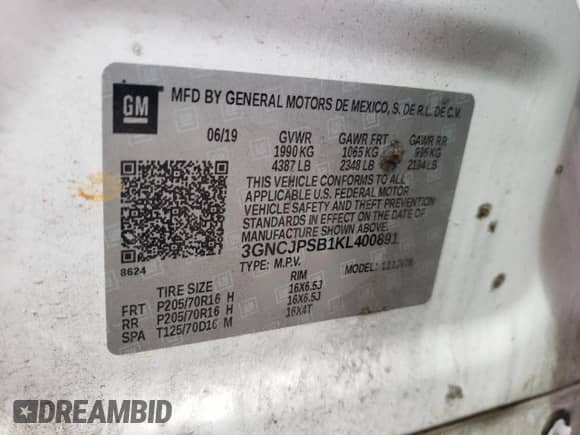 GM
MFD BY GENERAL MOTORS DE MEXICO, S. DE R.L. DE C.V.
06/19 GVWR GAWR FRT GAWR RR
1990 KG 1065 KG 995 KG
4387 LB 2348 LB 2194 LB
THIS VEHICLE CONFORMS TO ALL
APPLICABLE U.S. FEDERAL MOTOR
VEHICLE SAFETY AND THEFT PREVENTION
STANDARDS IN EFFECT ON THE DATE OF
MANUFACTURE SHOWN ABOVE.
3GNCJPSB1KL400891
8624
TYPE: M.P.V. MODEL:
TIRE SIZE RIM
FRT P205/70R16 H 16X6.5J
RR P205/70R16 H 16X6.5J
SPA T125/70D16 M 16X4T
DREAMBID